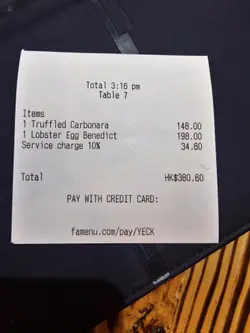 Total 3:16 pm
Table 7
Items
1 Truffled Carbonara 148.00
1 Lobster Egg Benedict 198.00
Service charge 10% 34.60
Total HK$380.60
PAY WITH CREDIT CARD:
famenu.com/pay/YECK